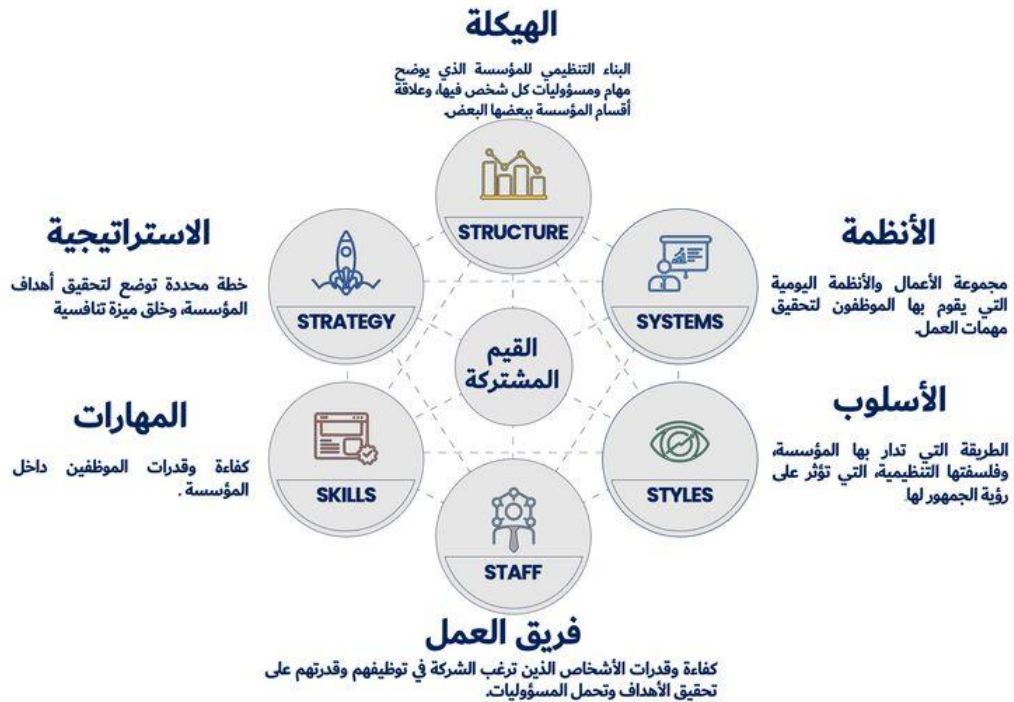 الهيكلة
البناء التنظيمي للمؤسسة الذي يوضح
مهام ومسؤوليات كل شخص فيها، وعلاقة
أقسام المؤسسة ببعضها البعض.
STRUCTURE
الأنظمة
مجموعة الأعمال والأنظمة اليومية
التي يقوم بها الموظفون لتحقيق
مهمات العمل.
SYSTEMS
الاستراتيجية
خطة محددة توضع لتحقيق أهداف
المؤسسة، وخلق ميزة تنافسية
STRATEGY
القيم
المشتركة
الأسلوب
الطريقة التي تدار بها المؤسسة،
وفلسفتها التنظيمية، التي تؤثر على
رؤية الجمهور لها.
STYLES
المهارات
كفاءة وقدرات الموظفين داخل
المؤسسة .
SKILLS
STAFF
فريق العمل
كفاءة وقدرات الأشخاص الذين ترغب الشركة في توظيفهم وقدرتهم على
تحقيق الأهداف وتحمل المسؤوليات.